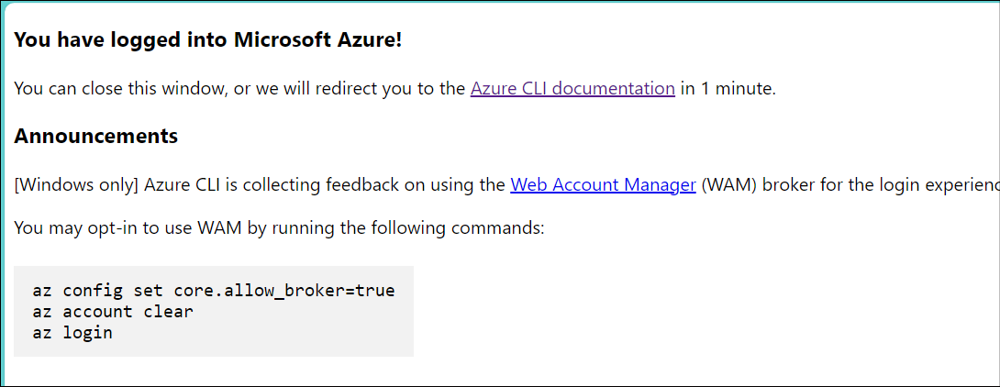 You have logged into Microsoft Azure!
You can close this window, or we will redirect you to the Azure CLI documentation in 1 minute.
Announcements
[Windows only] Azure CLI is collecting feedback on using the Web Account Manager (WAM) broker for the login experienc
You may opt-in to use WAM by running the following commands:
az config set core.allow_broker=true
az account clear
az login